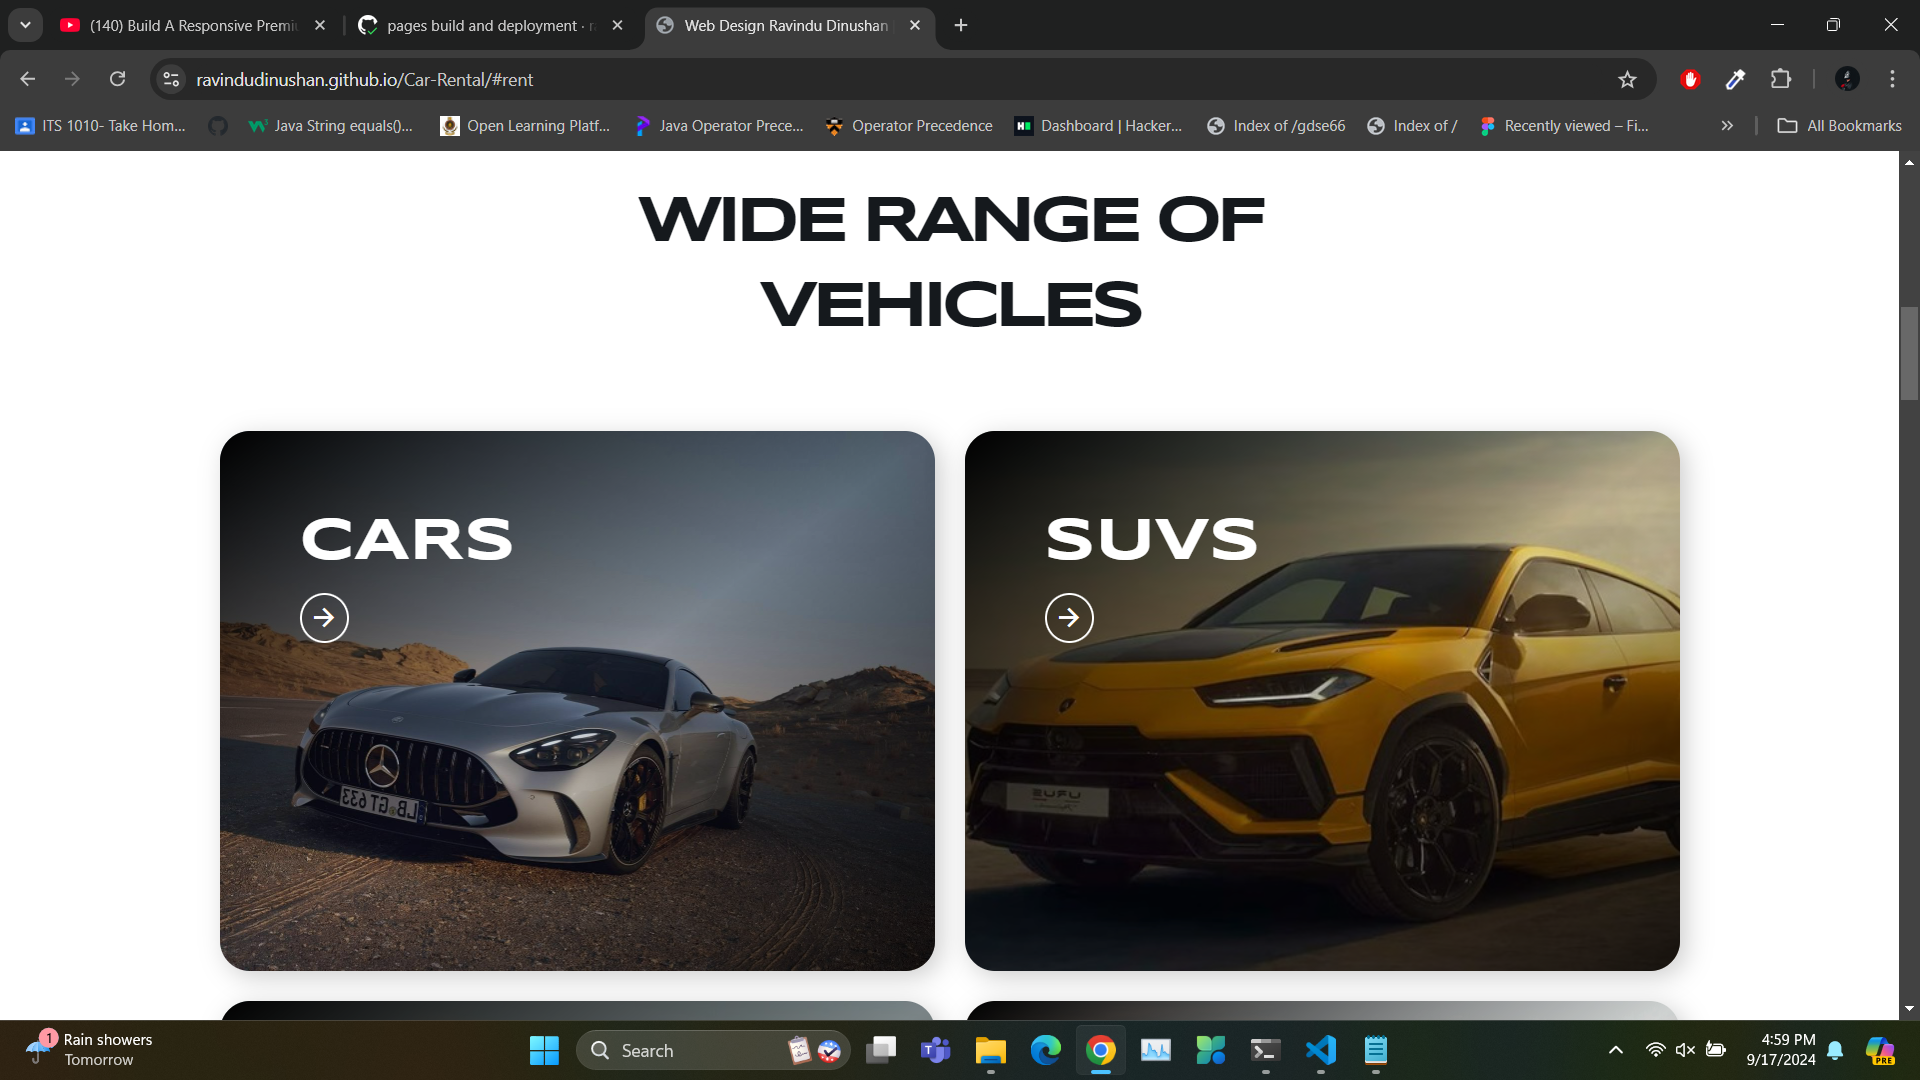 (140) Build A Responsive Premi
pages build and deployment · r
Web Design Ravindu Dinushan
ravindudinushan.github.io/Car-Rental/#rent
ITS 1010- Take Hom...
Java String equals()...
Open Learning Platf...
Java Operator Prece...
Operator Precedence
Dashboard | Hacker...
Index of /gdse66
Index of /
Recently viewed – Fi...
All Bookmarks
WIDE RANGE OF
VEHICLES
CARS
SUVS
LB GT 633
1
Rain showers
Tomorrow
Search
4:59 PM
9/17/2024
PRE